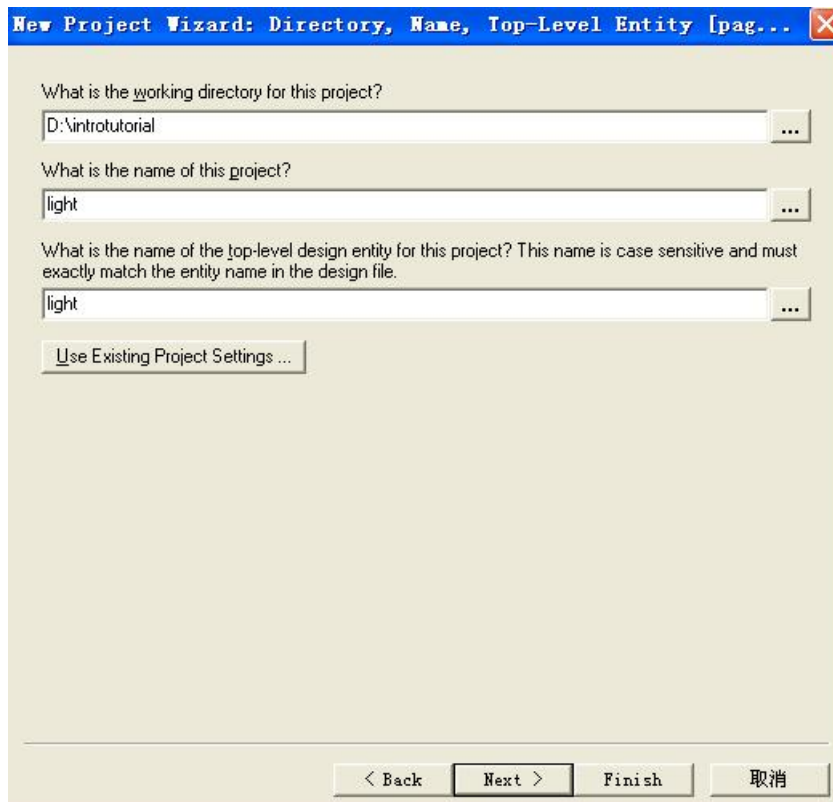 New Project Wizard: Directory, Name, Top-Level Entity [pag...
What is the working directory for this project?
D:\introtutorial
...
What is the name of this project?
light
...
What is the name of the top-level design entity for this project? This name is case sensitive and must
exactly match the entity name in the design file.
light
...
Use Existing Project Settings ...
< Back
Next >
Finish
取消